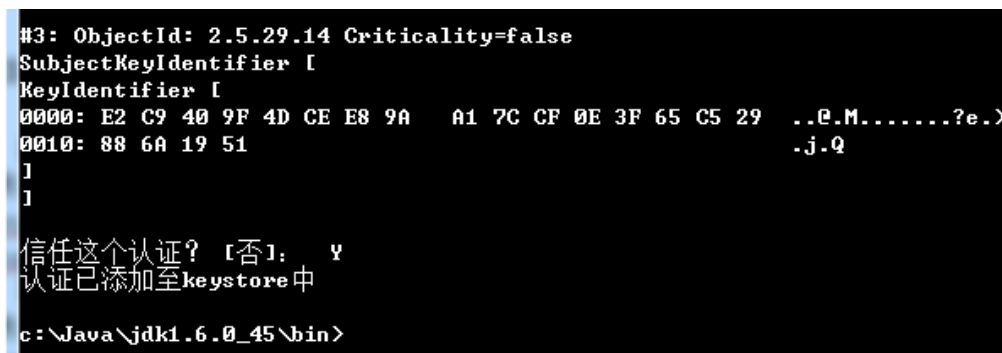 #3: ObjectId: 2.5.29.14 Criticality=false
SubjectKeyIdentifier [
KeyIdentifier [
0000: E2 C9 40 9F 4D CE E8 9A   A1 7C CF 0E 3F 65 C5 29  ..@.M.......?e.)
0010: 88 6A 19 51                                        .j.Q
]
]
信任这个认证? [否]:  Y
认证已添加至keystore中
c:\Java\jdk1.6.0_45\bin>